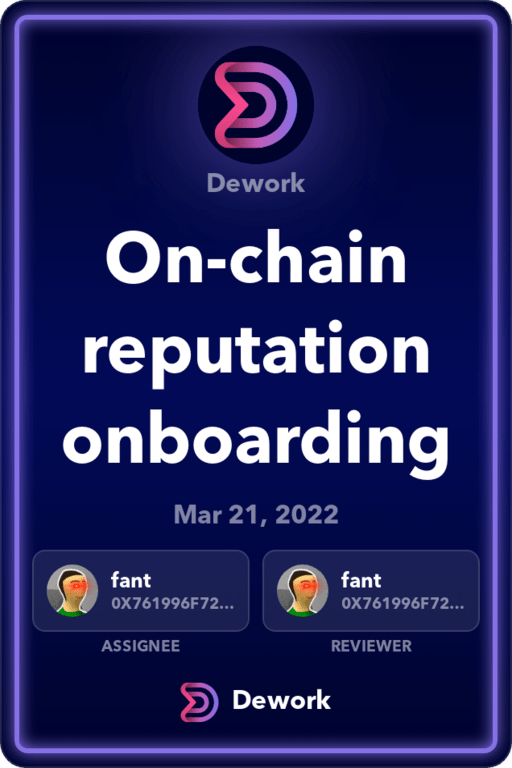 Dework
On-chain
reputation
onboarding
Mar 21, 2022
fant
0X761996F72...
ASSIGNEE
fant
0X761996F72...
REVIEWER
Dework